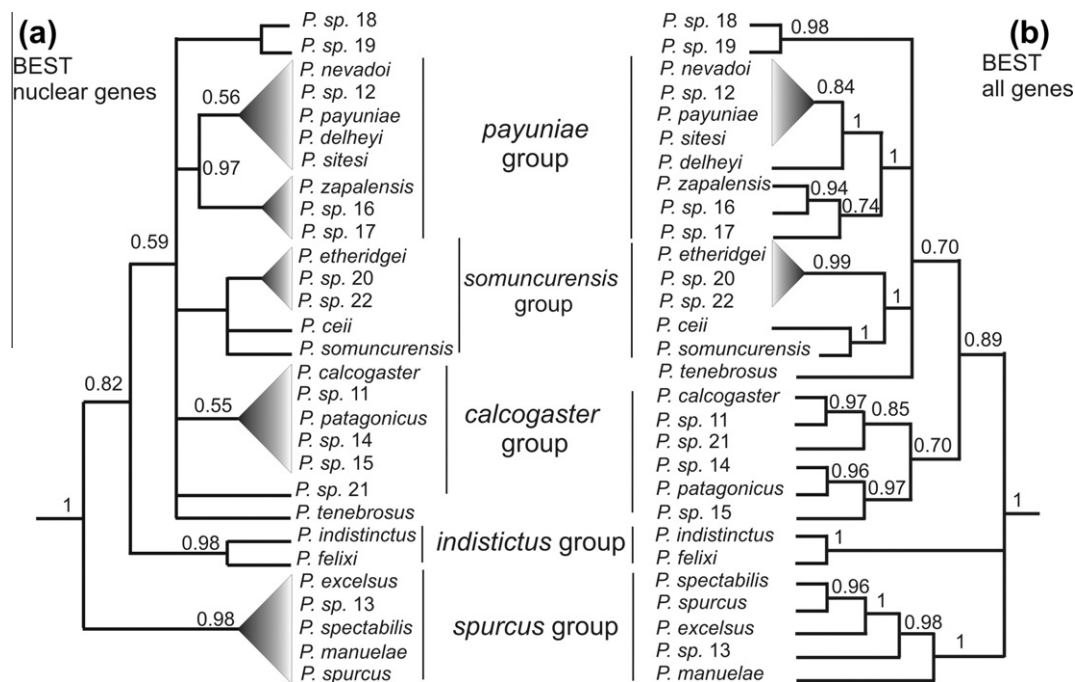 (a)
BEST
nuclear genes
P. sp. 18
P. sp. 19
P. nevadoi
P. sp. 12
P. payuniae
P. delheyi
P. sitesi
P. zapalensis
P. sp. 16
P. sp. 17
P. etheridgei
P. sp. 20
P. sp. 22
P. ceii
P. somuncurensis
P. calcogaster
P. sp. 11
P. patagonicus
P. sp. 14
P. sp. 15
P. sp. 21
P. tenebrosus
P. indistinctus
P. felixi
P. excelsus
P. sp. 13
P. spectabilis
P. manuelae
P. spurcus
0.56
0.97
0.59
0.82
0.55
1
0.98
0.98
payuniae
group
somuncurensis
group
calcogaster
group
indistictus group
spurcus group
(b)
BEST
all genes
P. sp. 18
P. sp. 19
P. nevadoi
P. sp. 12
P. payuniae
P. sitesi
P. delheyi
P. zapalensis
P. sp. 16
P. sp. 17
P. etheridgei
P. sp. 20
P. sp. 22
P. ceii
P. somuncurensis
P. tenebrosus
P. calcogaster
P. sp. 11
P. sp. 21
P. sp. 14
P. patagonicus
P. sp. 15
P. indistinctus
P. felixi
P. spectabilis
P. spurcus
P. excelsus
P. sp. 13
P. manuelae
0.98
0.84
1
1
0.94
0.74
0.70
0.99
1
1
0.89
0.97
0.85
0.70
0.96
0.97
1
1
0.96
1
0.98
1